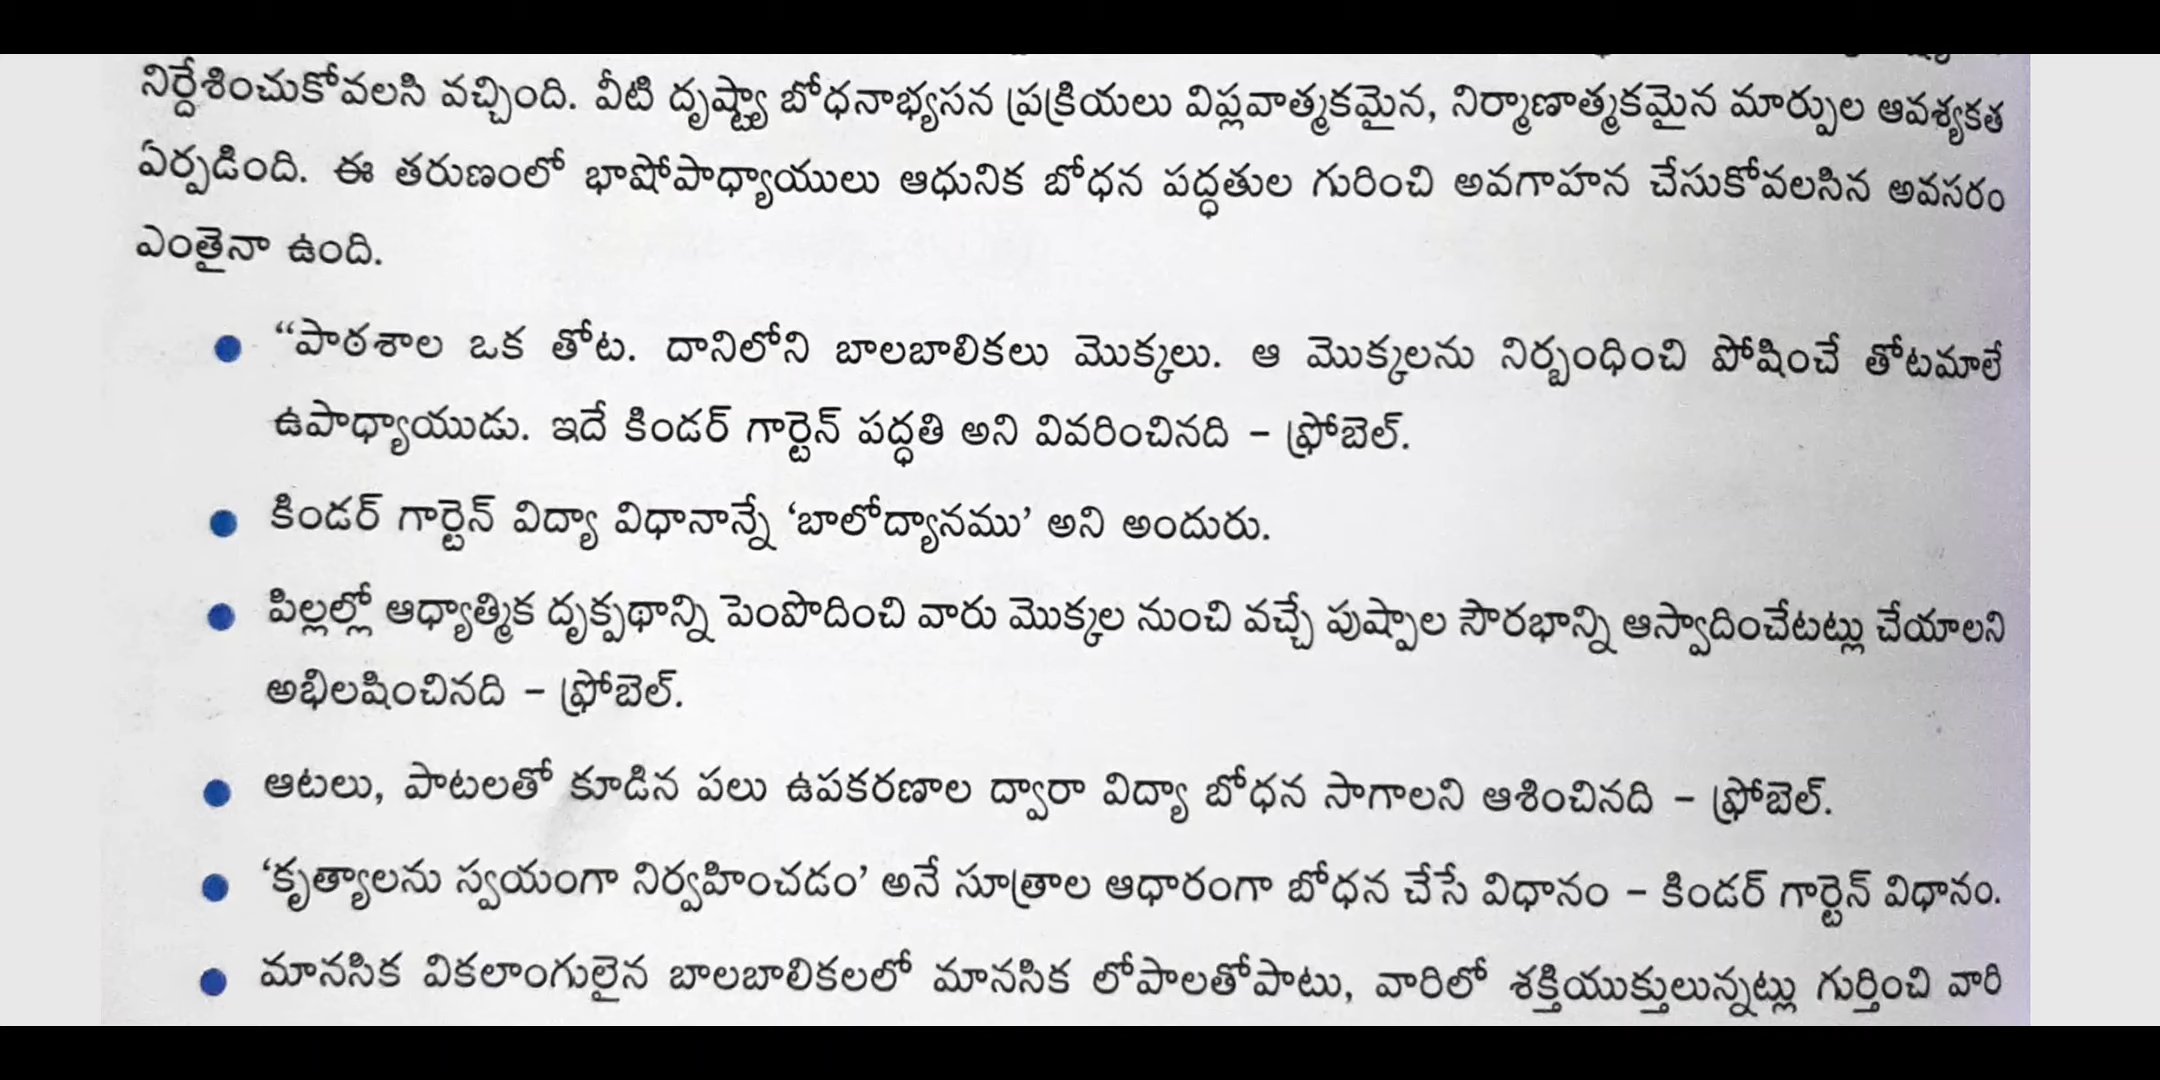 నిర్దేశించుకోవలసి వచ్చింది. వీటి దృష్ట్యా బోధనాభ్యసన ప్రక్రియలు విప్లవాత్మకమైన, నిర్మాణాత్మకమైన మార్పుల ఆవశ్యకత
ఏర్పడింది. ఈ తరుణంలో భాషోపాధ్యాయులు ఆధునిక బోధన పద్ధతుల గురించి అవగాహన చేసుకోవలసిన అవసరం
ఎంతైనా ఉంది.
● “పాఠశాల ఒక తోట. దానిలోని బాలబాలికలు మొక్కలు. ఆ మొక్కలను నిర్బంధించి పోషించే తోటమాలే
ఉపాధ్యాయుడు. ఇదే కిండర్ గార్టెన్ పద్ధతి అని వివరించినది – ఫ్రోబెల్.
● కిండర్ గార్టెన్ విద్యా విధానాన్నే ‘బాలోద్యానము’ అని అందురు.
● పిల్లల్లో ఆధ్యాత్మిక దృక్పథాన్ని పెంపొదించి వారు మొక్కల నుంచి వచ్చే పుష్పాల సౌరభాన్ని ఆస్వాదించేటట్లు చేయాలని
అభిలషించినది – ఫ్రోబెల్.
● ఆటలు, పాటలతో కూడిన పలు ఉపకరణాల ద్వారా విద్యా బోధన సాగాలని ఆశించినది – ఫ్రోబెల్.
● ‘కృత్యాలను స్వయంగా నిర్వహించడం’ అనే సూత్రాల ఆధారంగా బోధన చేసే విధానం – కిండర్ గార్టెన్ విధానం.
● మానసిక వికలాంగులైన బాలబాలికలలో మానసిక లోపాలతోపాటు, వారిలో శక్తియుక్తులున్నట్లు గుర్తించి వారి